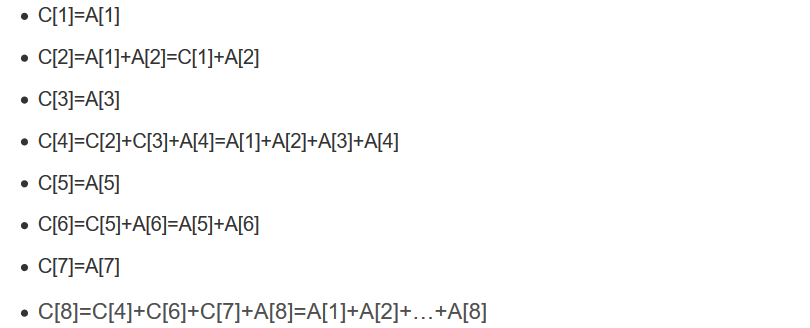 C[1]=A[1]
C[2]=A[1]+A[2]=C[1]+A[2]
C[3]=A[3]
C[4]=C[2]+C[3]+A[4]=A[1]+A[2]+A[3]+A[4]
C[5]=A[5]
C[6]=C[5]+A[6]=A[5]+A[6]
C[7]=A[7]
C[8]=C[4]+C[6]+C[7]+A[8]=A[1]+A[2]+…+A[8]